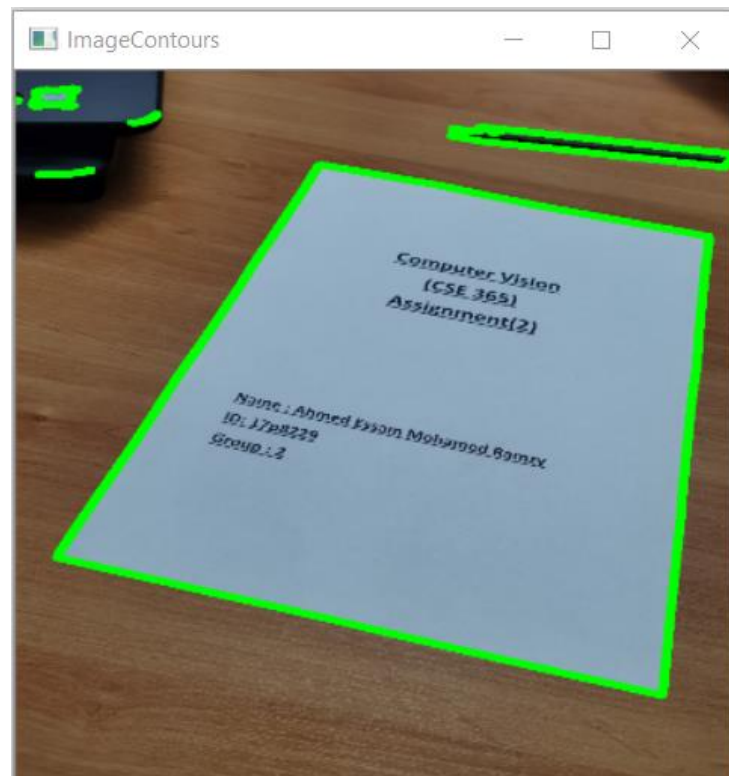 ImageContours
Computer Vision
(CSE 365)
Assignment(2)
Name : Ahmed Essam Mohamed Ramzy
ID: 17p8229
Group : 2